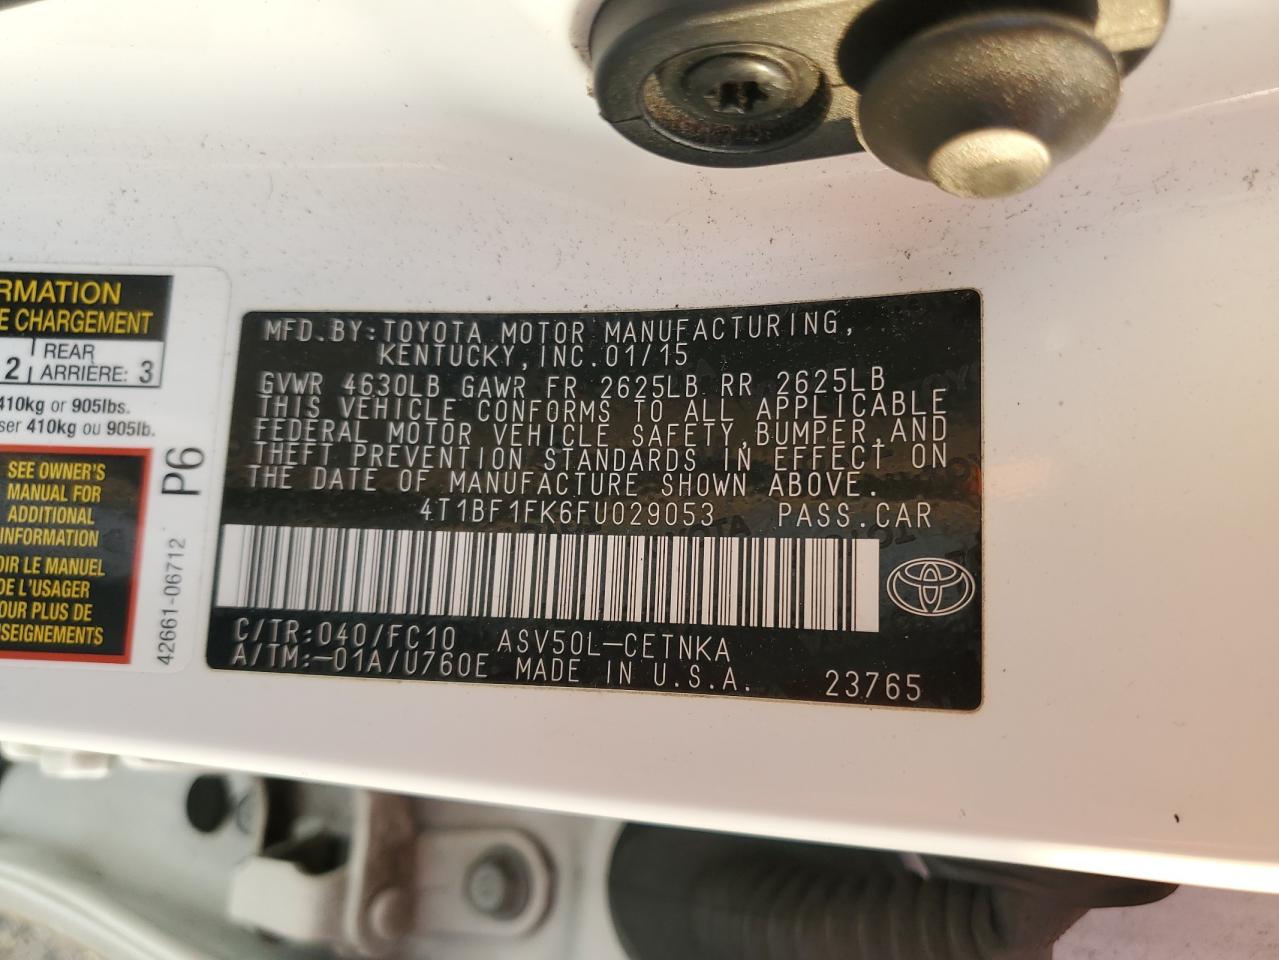 RMATION
E CHARGEMENT
2 REAR
ARRIÈRE: 3
410kg or 905lbs.
ser 410kg ou 905lb.
SEE OWNER'S
MANUAL FOR
ADDITIONAL
INFORMATION
OIR LE MANUEL
DE L'USAGER
OUR PLUS DE
SEIGNEMENTS
P6
42661-06712
MFD.BY:TOYOTA MOTOR MANUFACTURING,
KENTUCKY,INC.01/15
GVWR 4630LB GAWR FR 2625LB RR 2625LB
THIS VEHICLE CONFORMS TO ALL APPLICABLE
FEDERAL MOTOR VEHICLE SAFETY,BUMPER,AND
THEFT PREVENTION STANDARDS IN EFFECT ON
THE DATE OF MANUFACTURE SHOWN ABOVE.
4T1BF1FK6FU029053 PASS.CAR
C/TR:040/FC10 ASV50L-CETNKA
A/TM:-01A/U760E MADE IN U.S.A. 23765